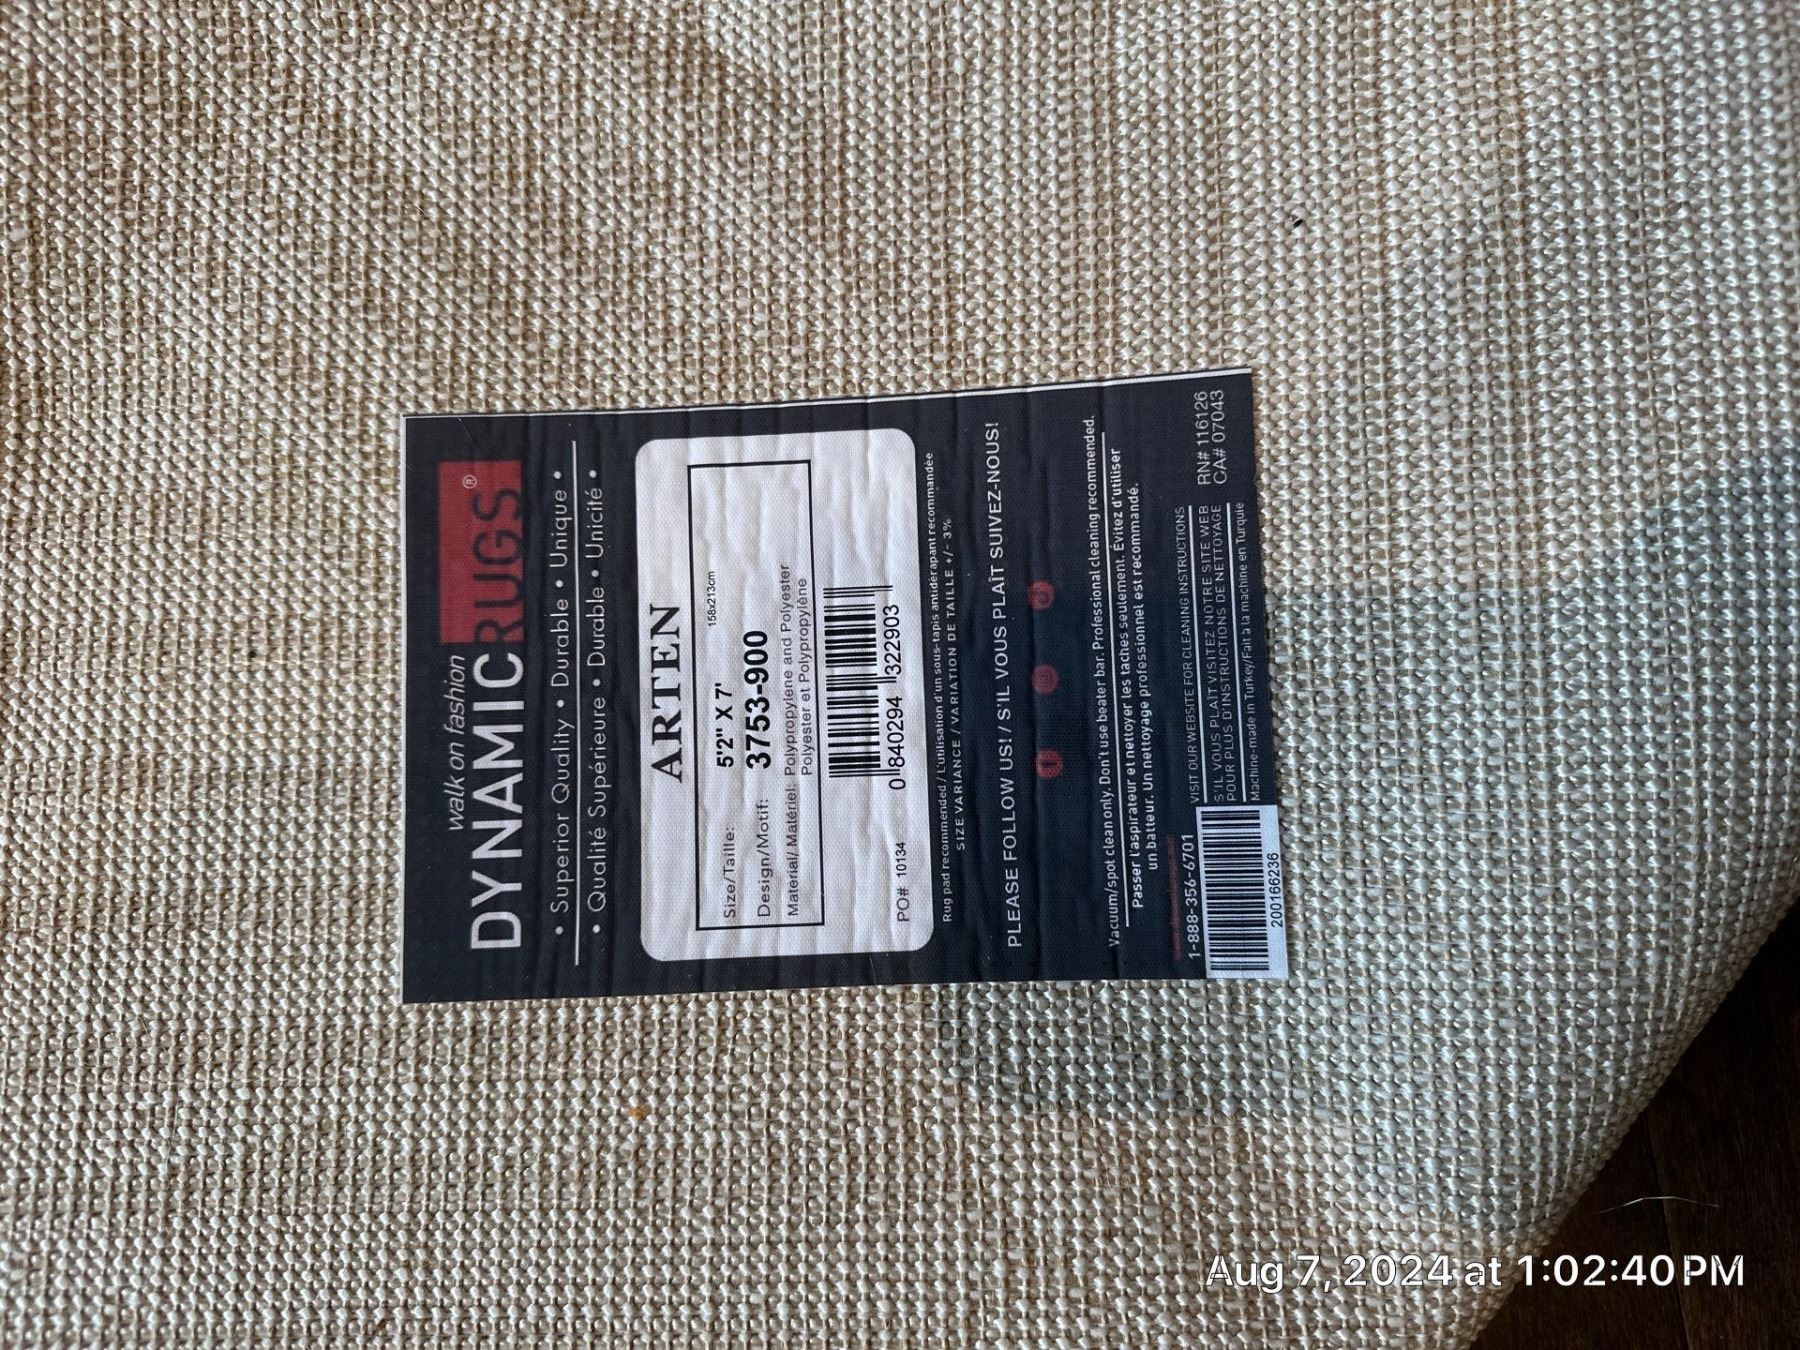 walk on fashion
DYNAMIC RUGS®
• Superior Quality • Durable • Unique •
• Qualité Supérieure • Durable • Unicité •
ARTEN
158x213cm
Size/Taille: 5'2" X 7'
Design/Motif: 3753-900
Material/ Matériel: Polypropylene and Polyester
Polyester et Polypropylène
PO# 10134
0 840294 322903
Rug pad recommended / L'utilisation d'un sous-tapis antidérapant recommandée
SIZE VARIANCE / VARIATION DE TAILLE +/- 3%
PLEASE FOLLOW US! / S'IL VOUS PLAÎT SUIVEZ-NOUS!
Vacuum/spot clean only. Don't use beater bar. Professional cleaning recommended.
Passer l'aspirateur et nettoyer les taches seulement. Évitez d'utiliser
un batteur. Un nettoyage professionnel est recommandé.
1-888-356-6701
VISIT OUR WEBSITE FOR CLEANING INSTRUCTIONS
S'IL VOUS PLAIT VISITEZ NOTRE SITE WEB
POUR PLUS D'INSTRUCTIONS DE NETTOYAGE
Machine-made in Turkey/Fait à la machine en Turquie
RN# 116126
CA# 07043
200166236
Aug 7, 2024 at 1:02:40 PM